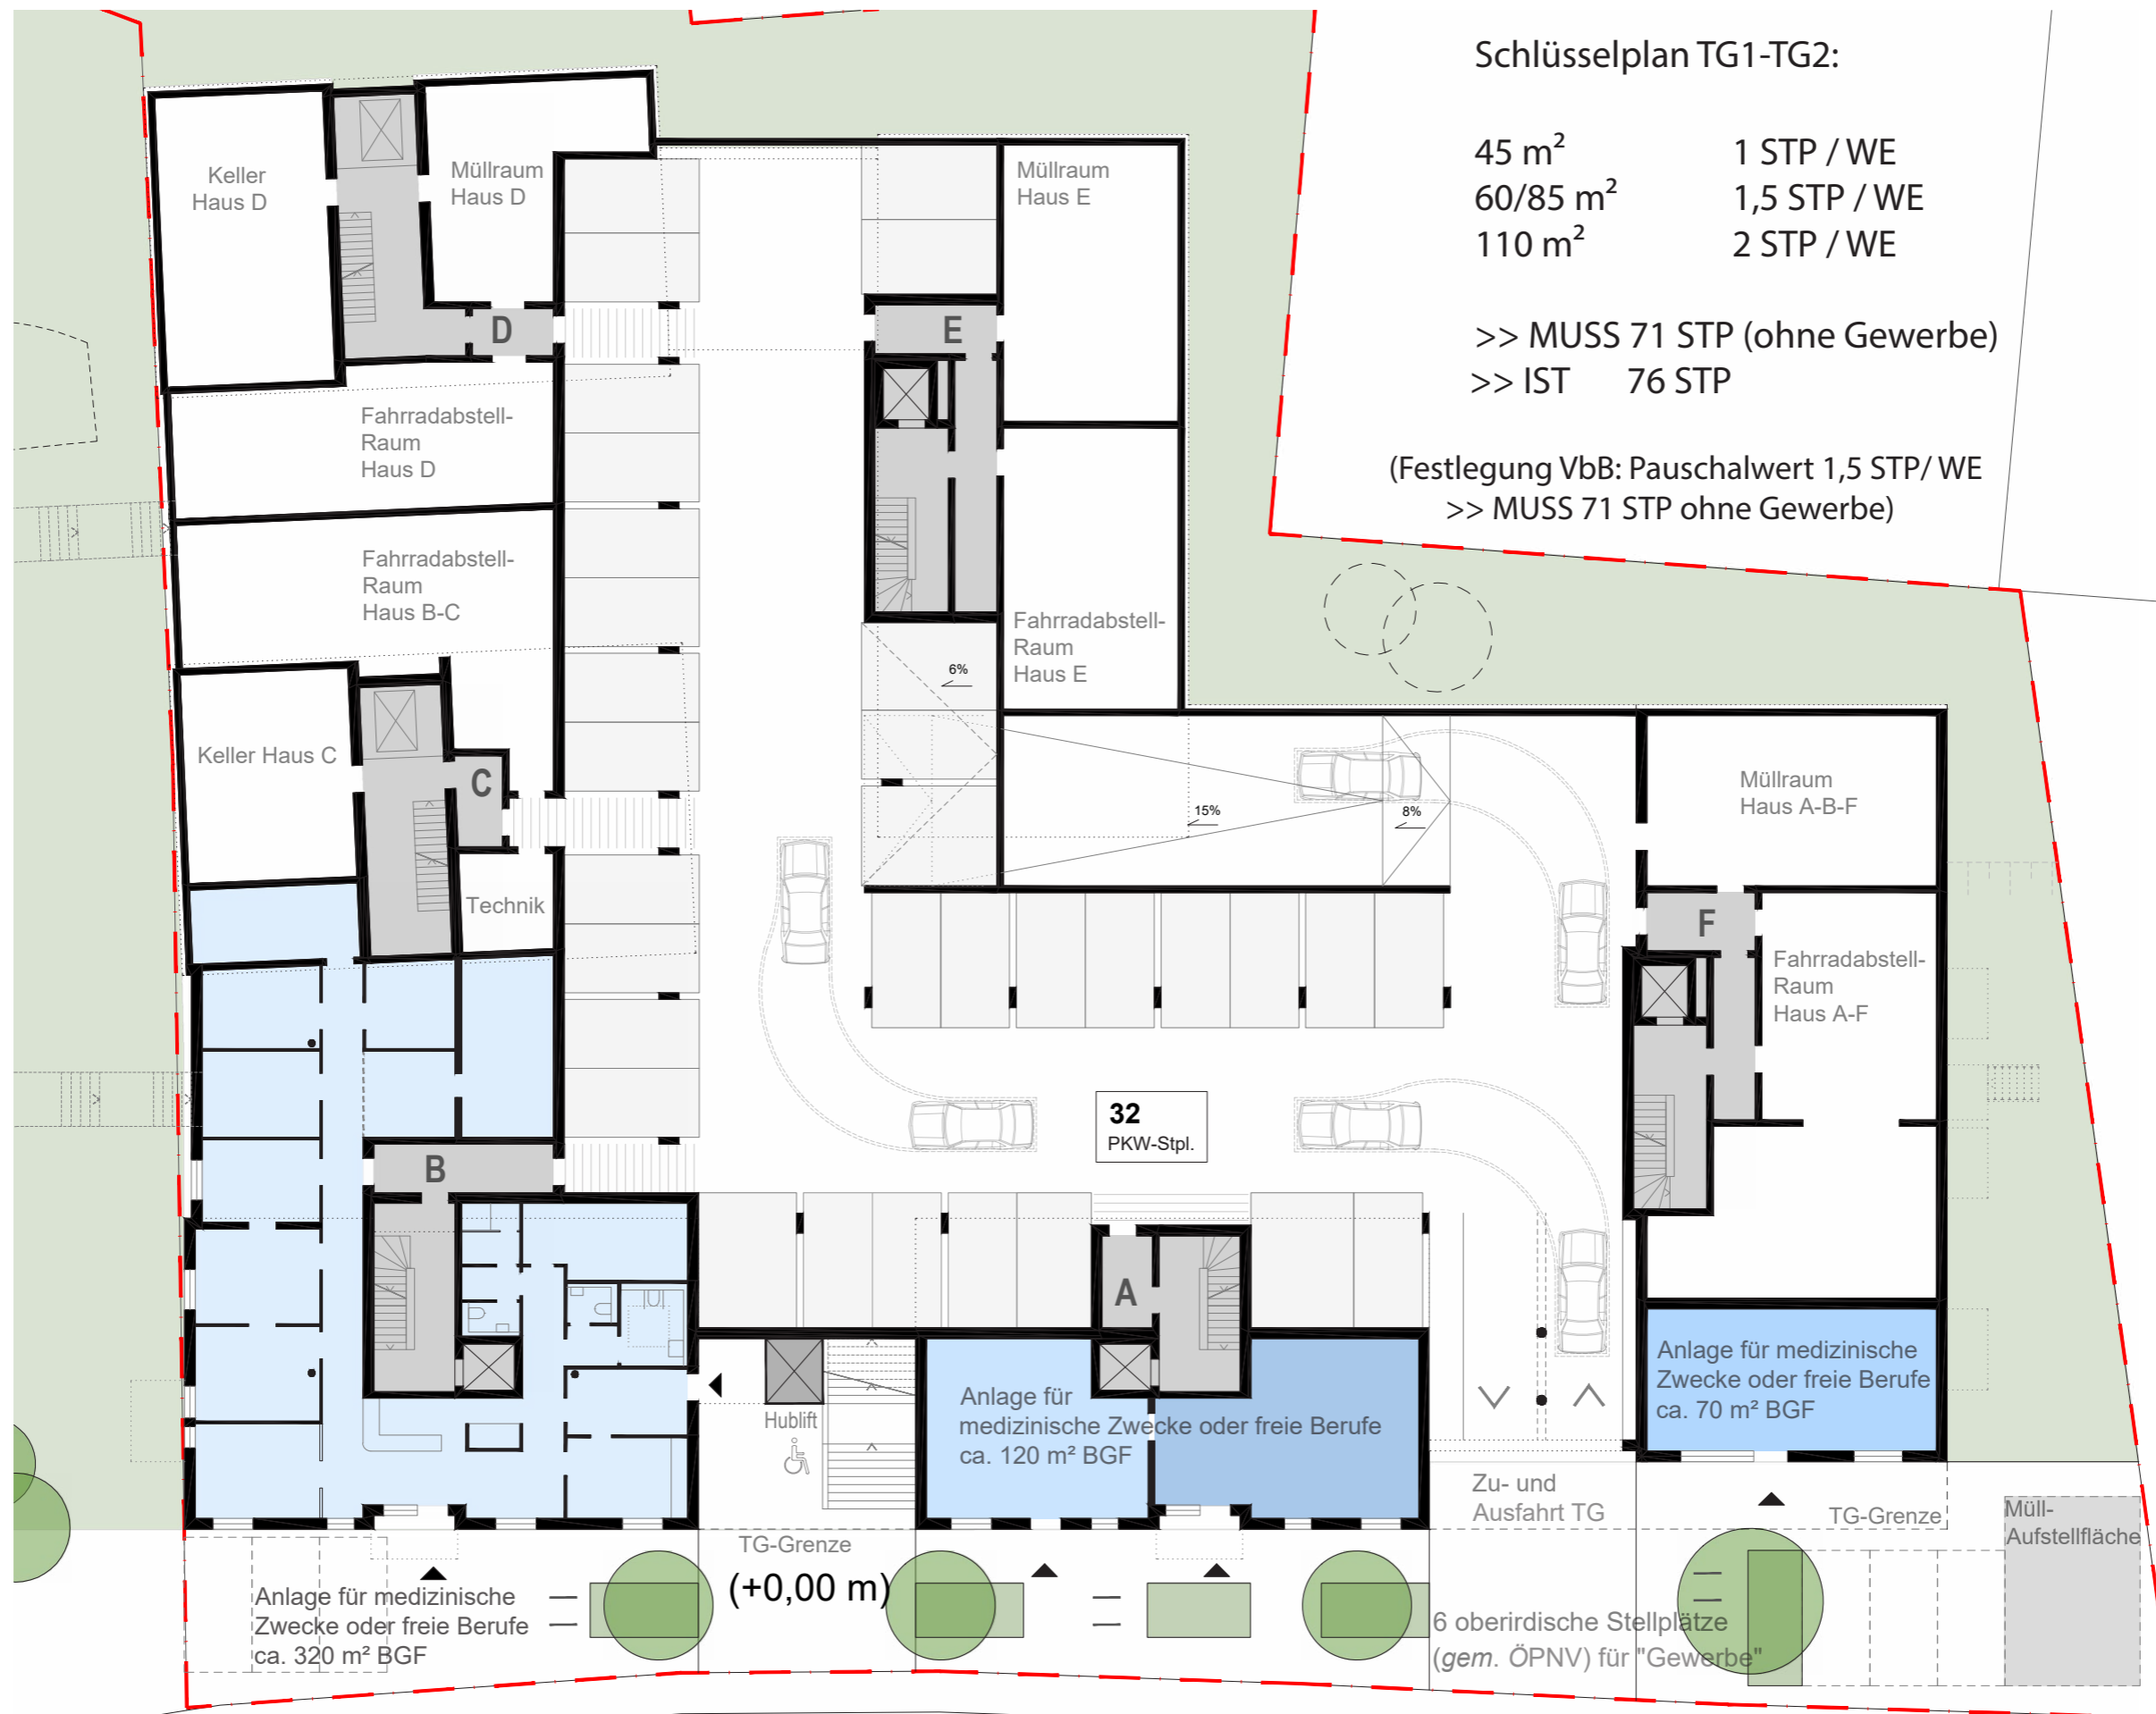 Schlüsselplan TG1-TG2:
45 m² 1 STP / WE
60/85 m² 1,5 STP / WE
110 m² 2 STP / WE
>> MUSS 71 STP (ohne Gewerbe)
>> IST 76 STP
(Festlegung VbB: Pauschalwert 1,5 STP/ WE
>> MUSS 71 STP ohne Gewerbe)
Keller
Haus D
Müllraum
Haus D
Müllraum
Haus E
D
E
Fahrradabstell-
Raum
Haus D
Fahrradabstell-
Raum
Haus B-C
Fahrradabstell-
Raum
Haus E
6%
Keller Haus C
C
15%
8%
Müllraum
Haus A-B-F
Technik
F
Fahrradabstell-
Raum
Haus A-F
32
PKW-Stpl.
B
A
Hublift
Anlage für
medizinische Zwecke oder freie Berufe
ca. 120 m² BGF
Anlage für medizinische
Zwecke oder freie Berufe
ca. 70 m² BGF
Zu- und
Ausfahrt TG
TG-Grenze
Müll-
Aufstellfläche
TG-Grenze
(+0,00 m)
Anlage für medizinische
Zwecke oder freie Berufe
ca. 320 m² BGF
6 oberirdische Stellplätze
(gem. ÖPNV) für "Gewerbe"